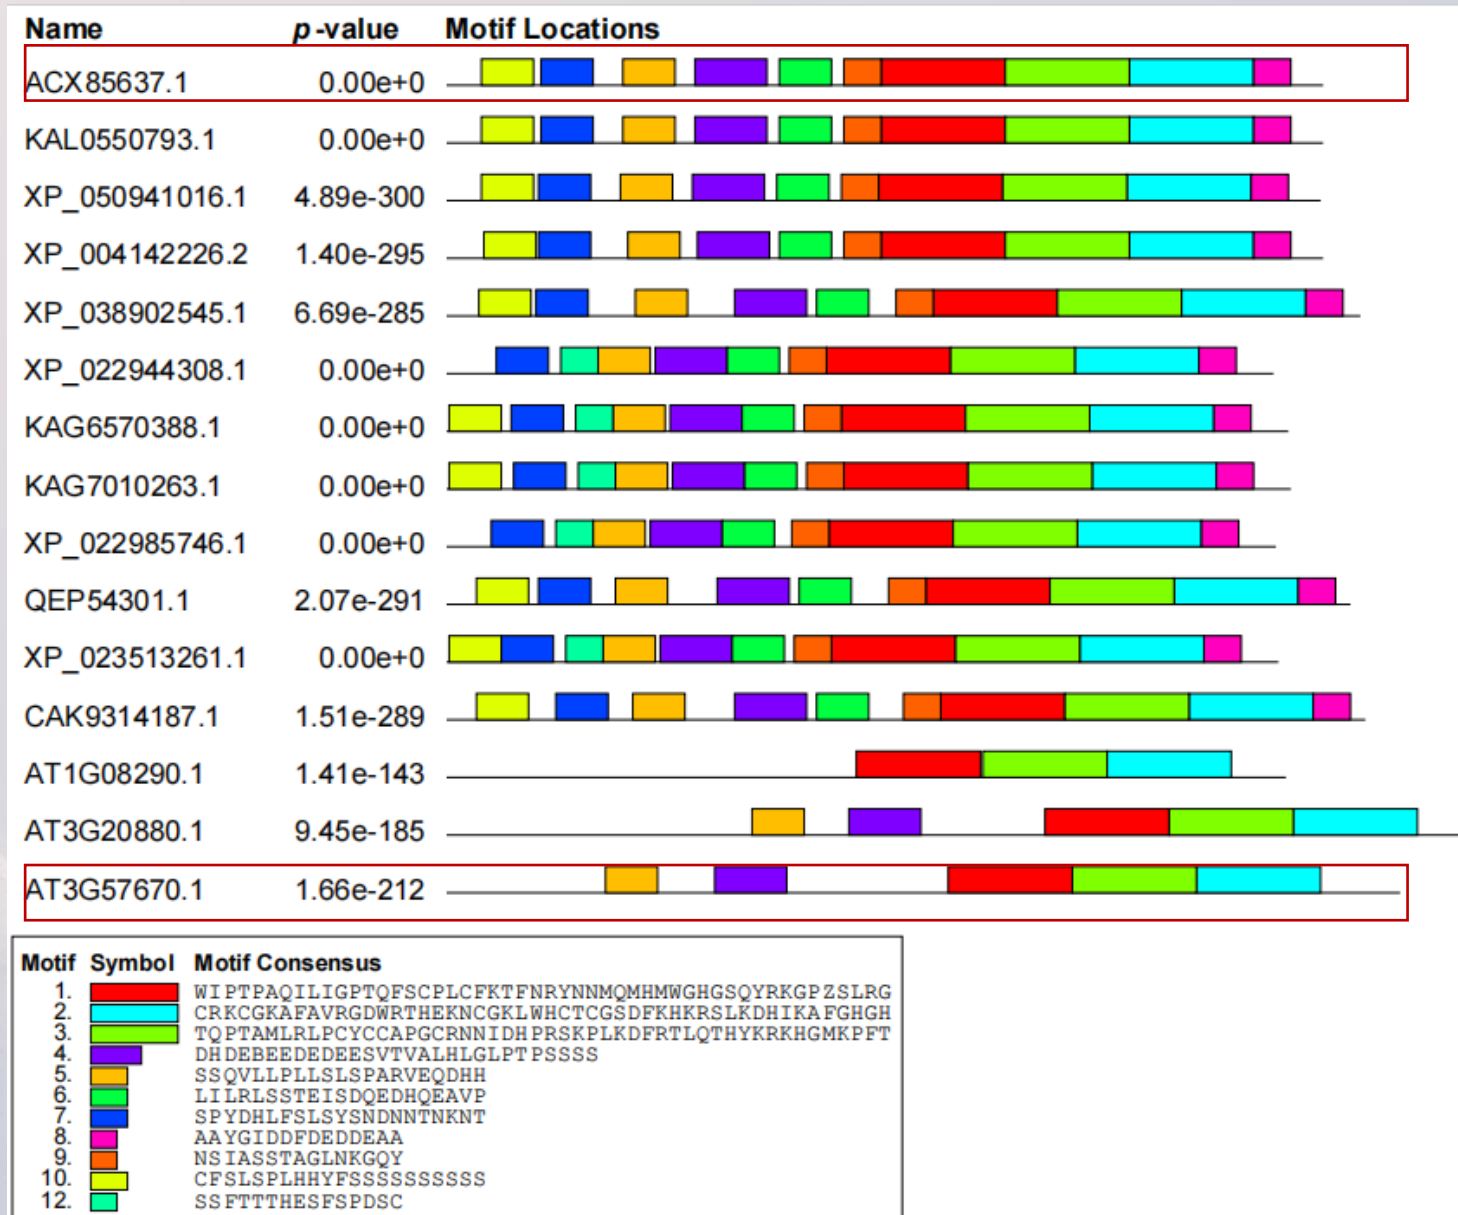 Name p-value Motif Locations
ACX85637.1 0.00e+0
KAL0550793.1 0.00e+0
XP_050941016.1 4.89e-300
XP_004142226.2 1.40e-295
XP_038902545.1 6.69e-285
XP_022944308.1 0.00e+0
KAG6570388.1 0.00e+0
KAG7010263.1 0.00e+0
XP_022985746.1 0.00e+0
QEP54301.1 2.07e-291
XP_023513261.1 0.00e+0
CAK9314187.1 1.51e-289
AT1G08290.1 1.41e-143
AT3G20880.1 9.45e-185
AT3G57670.1 1.66e-212
Motif Symbol Motif Consensus
1. WIPTPAQILIGPTQFSCPLCFKTFNRYNNMQMHMWGHGSQYRKGPZSLRG
2. CRKCGKAFAVRGDWRTHEKNCGKLWHCTCGSDFKHKRSLKDHIKAFGHGH
3. TQPTAMLRLPCYCCAPGCRNNIDHPRSKPLKDFRTLQTHYKRKHGMKPFT
4. DHDEBEEDEDEESVTVALHLGLPTPSSSS
5. SSQVLLPLLSLSPARVEQDHH
6. LILRLSSTEISDQEDHQEAVP
7. SPYDHLFSLSYSNDNNTNKNT
8. AAYGIDDFDEDDEAA
9. NSIASSTAGLNKGQY
10. CFSLSPLHHYFSSSSSSSSSS
12. SSFTTTHESFSPDSC